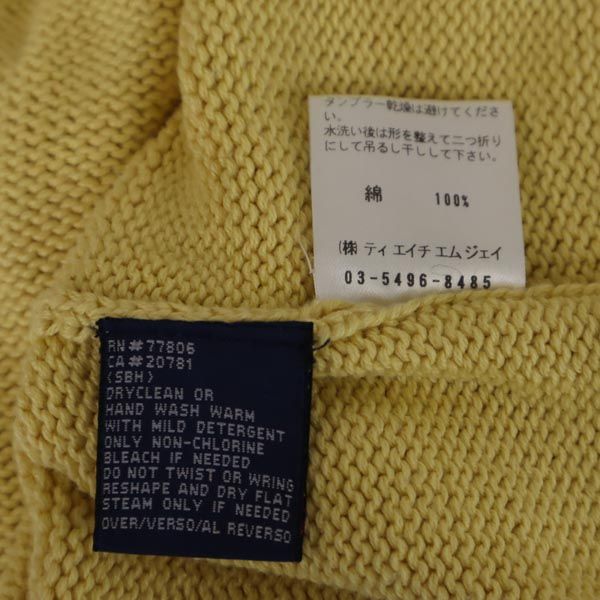 タンブラー乾燥は避けてくださ
い。
水洗い後は形を整えて二つ折り
にして吊るし干しして下さい。
綿 100%
(株)ティエイチエムジェイ
03-5496-8485
RN#77806
CA#20781
(SBH)
DRYCLEAN OR
HAND WASH WARM
WITH MILD DETERGENT
ONLY NON-CHLORINE
BLEACH IF NEEDED
DO NOT TWIST OR WRING
RESHAPE AND DRY FLAT
STEAM ONLY IF NEEDED
OVER/VERSO/AL REVERSO